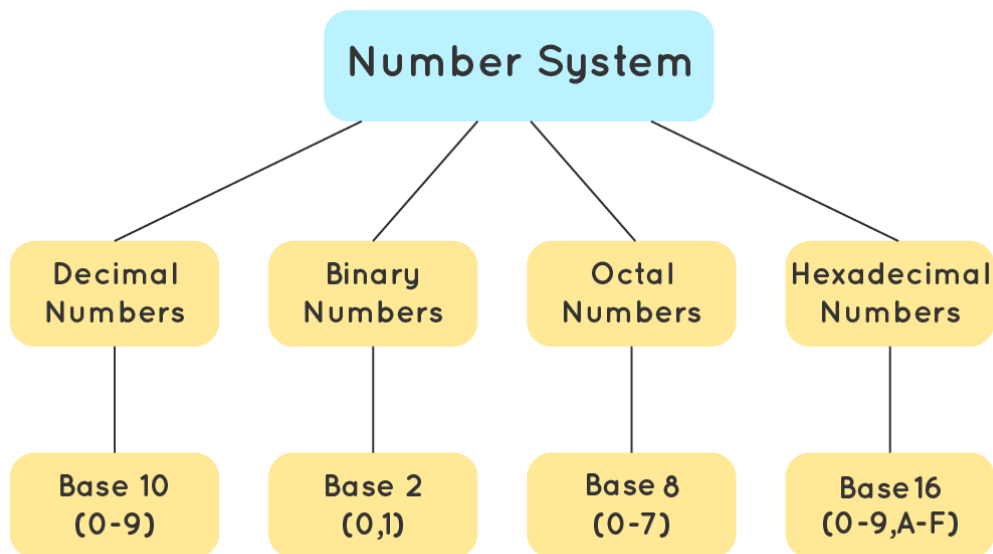 Number System
Decimal
Numbers
Binary
Numbers
Octal
Numbers
Hexadecimal
Numbers
Base 10
(0-9)
Base 2
(0,1)
Base 8
(0-7)
Base 16
(0-9,A-F)